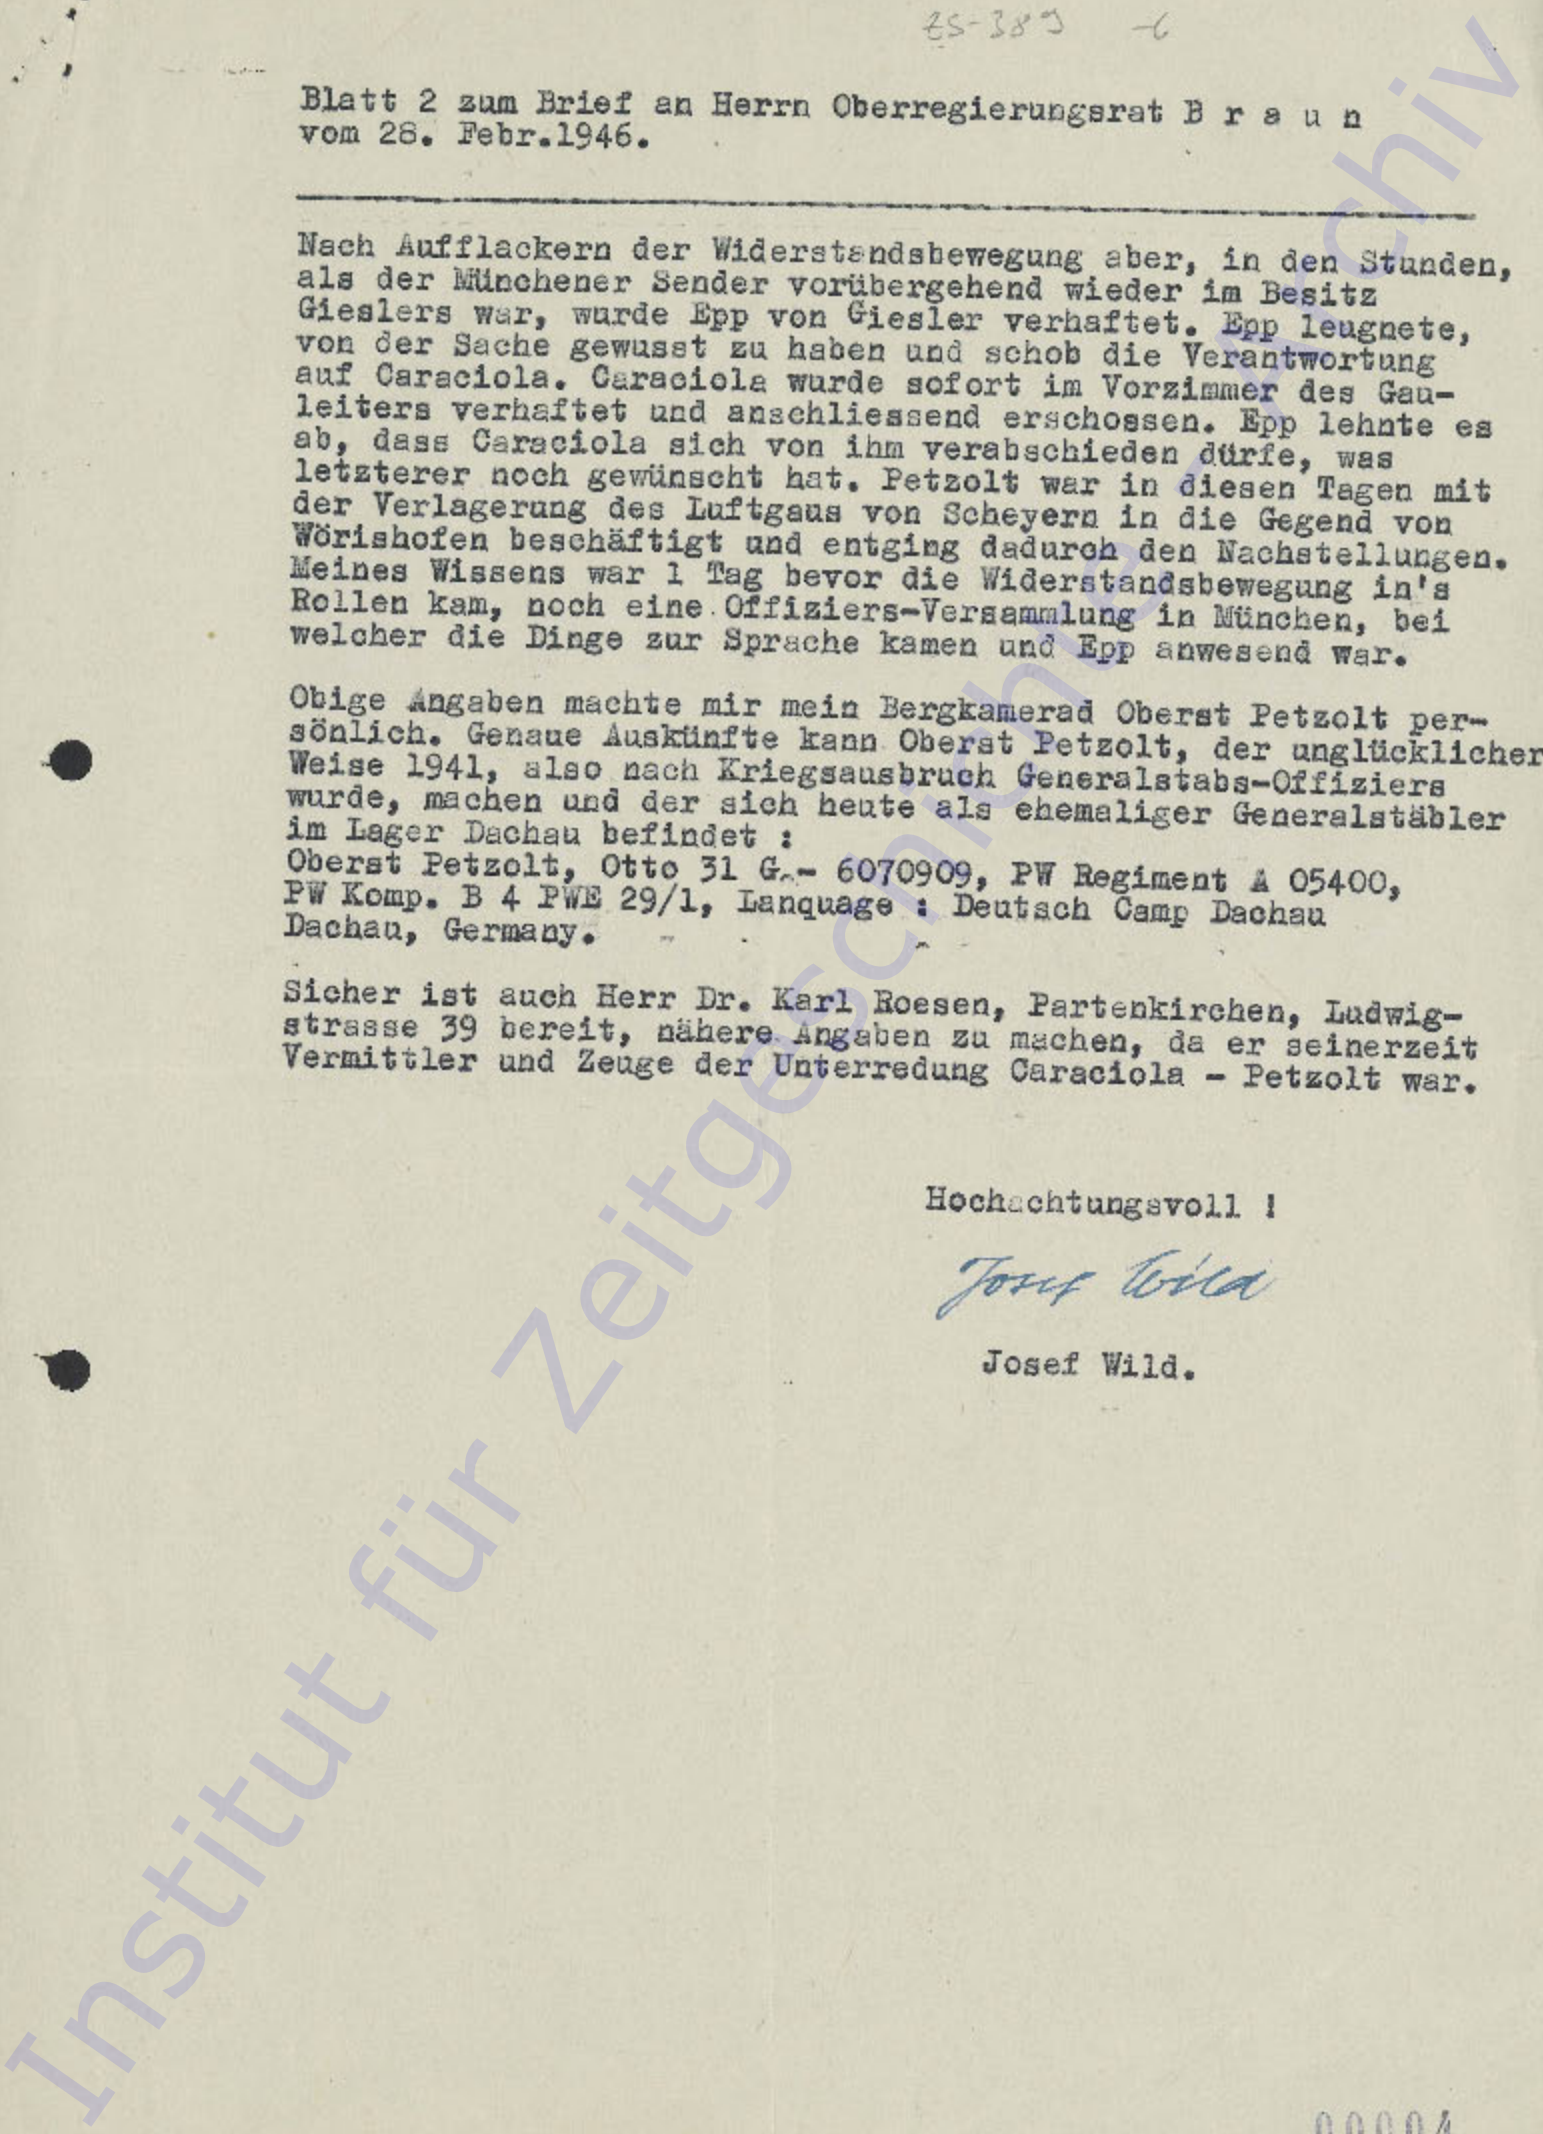 ZS-389 -6
Blatt 2 zum Brief an Herrn Oberregierungsrat B r a u n
vom 28. Febr.1946.
Nach Aufflackern der Widerstandsbewegung aber, in den Stunden,
als der Münchener Sender vorübergehend wieder im Besitz
Gieslers war, wurde Epp von Giesler verhaftet. Epp leugnete,
von der Sache gewusst zu haben und schob die Verantwortung
auf Caraciola. Caraciola wurde sofort im Vorzimmer des Gau-
leiters verhaftet und anschliessend erschossen. Epp lehnte es
ab, dass Caraciola sich von ihm verabschieden dürfe, was
letzterer noch gewünscht hat. Petzolt war in diesen Tagen mit
der Verlagerung des Luftgaus von Scheyern in die Gegend von
Wörishofen beschäftigt und entging dadurch den Nachstellungen.
Meines Wissens war 1 Tag bevor die Widerstandsbewegung in's
Rollen kam, noch eine Offiziers-Versammlung in München, bei
welcher die Dinge zur Sprache kamen und Epp anwesend war.
Obige Angaben machte mir mein Bergkamerad Oberst Petzolt per-
sönlich. Genaue Auskünfte kann Oberst Petzolt, der unglücklicher
Weise 1941, also nach Kriegsausbruch Generalstabs-Offiziers
wurde, machen und der sich heute als ehemaliger Generalstäbler
im Lager Dachau befindet :
Oberst Petzolt, Otto 31 G.- 6070909, PW Regiment A 05400,
PW Komp. B 4 PWE 29/1, Lanquage : Deutsch Camp Dachau
Dachau, Germany.
Sicher ist auch Herr Dr. Karl Roesen, Partenkirchen, Ludwig-
strasse 39 bereit, nähere Angaben zu machen, da er seinerzeit
Vermittler und Zeuge der Unterredung Caraciola - Petzolt war.
Hochachtungsvoll !
Josef Wild
Josef Wild.
Institut für Zeitgeschichte - Archiv
00004